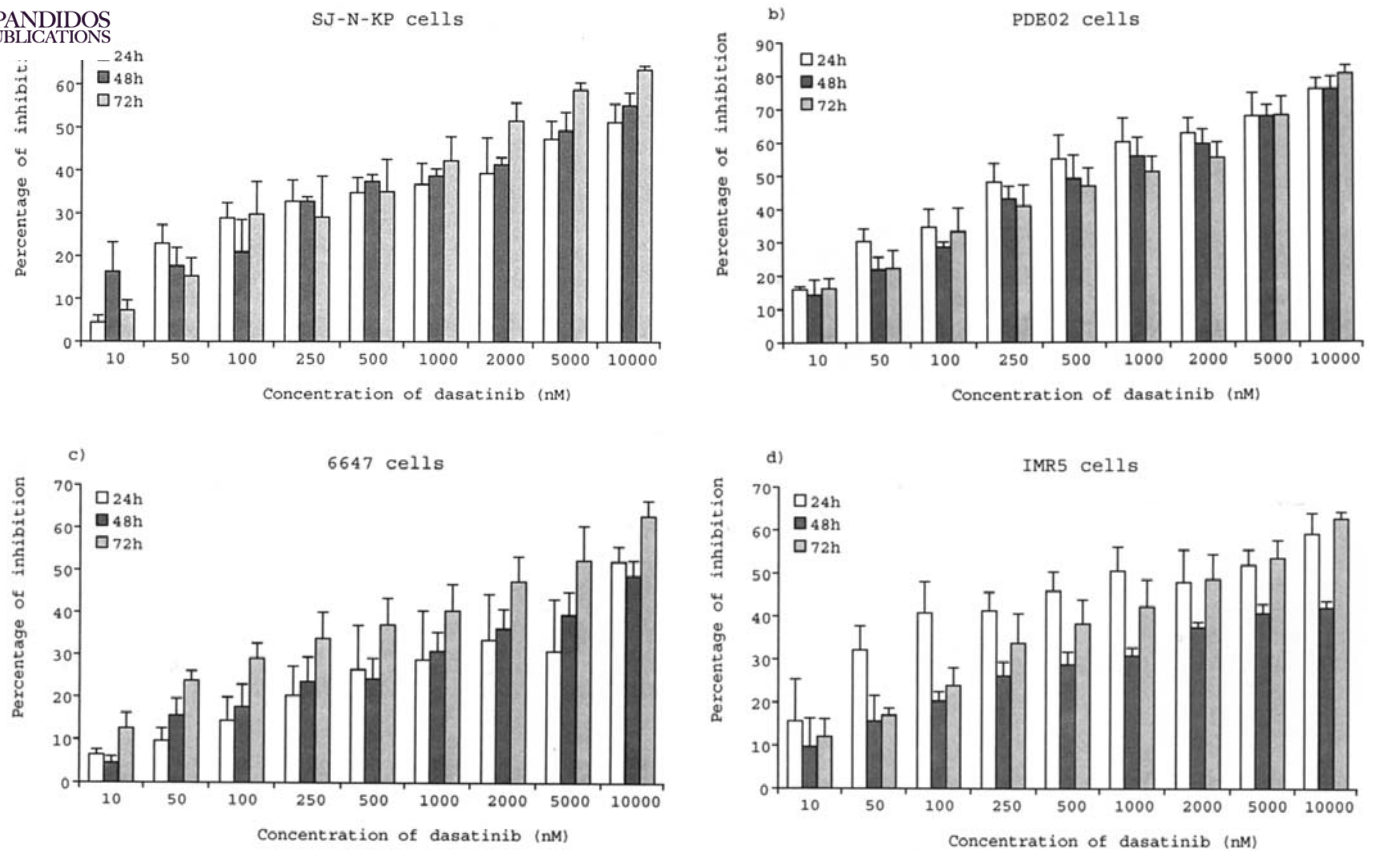 PANDIDOS
UBLICATIONS
SJ-N-KP cells
24h
48h
72h
60
50
40
30
20
10
0
Percentage of inhibit
10 50 100 250 500 1000 2000 5000 10000
Concentration of dasatinib (nM)
b)
PDE02 cells
24h
48h
72h
90
80
70
60
50
40
30
20
10
0
Percentage of inhibition
10 50 100 250 500 1000 2000 5000 10000
Concentration of dasatinib (nM)
c)
6647 cells
24h
48h
72h
70
60
50
40
30
20
10
0
Percentage of inhibition
10 50 100 250 500 1000 2000 5000 10000
Concentration of dasatinib (nM)
d)
IMR5 cells
24h
48h
72h
70
60
50
40
30
20
10
0
Percentage of inhibition
10 50 100 250 500 1000 2000 5000 10000
Concentration of dasatinib (nM)